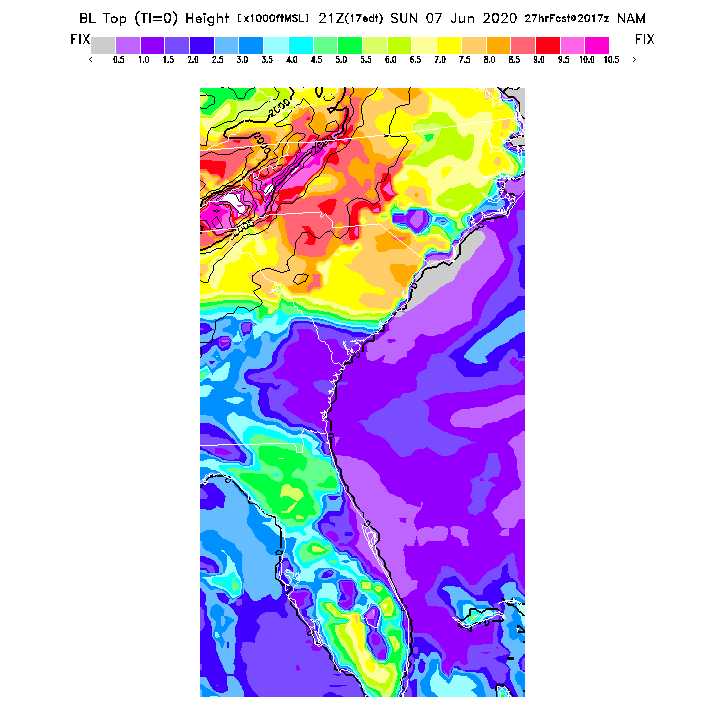 BL Top (TI=0) Height [x1000ftMSL] 21Z(17edt) SUN 07 Jun 2020 27hrFcst@2017z NAM
FIX FIX
< 0.5 1.0 1.5 2.0 2.5 3.0 3.5 4.0 4.5 5.0 5.5 6.0 6.5 7.0 7.5 8.0 8.5 9.0 9.5 10.0 10.5 >
2000
2000